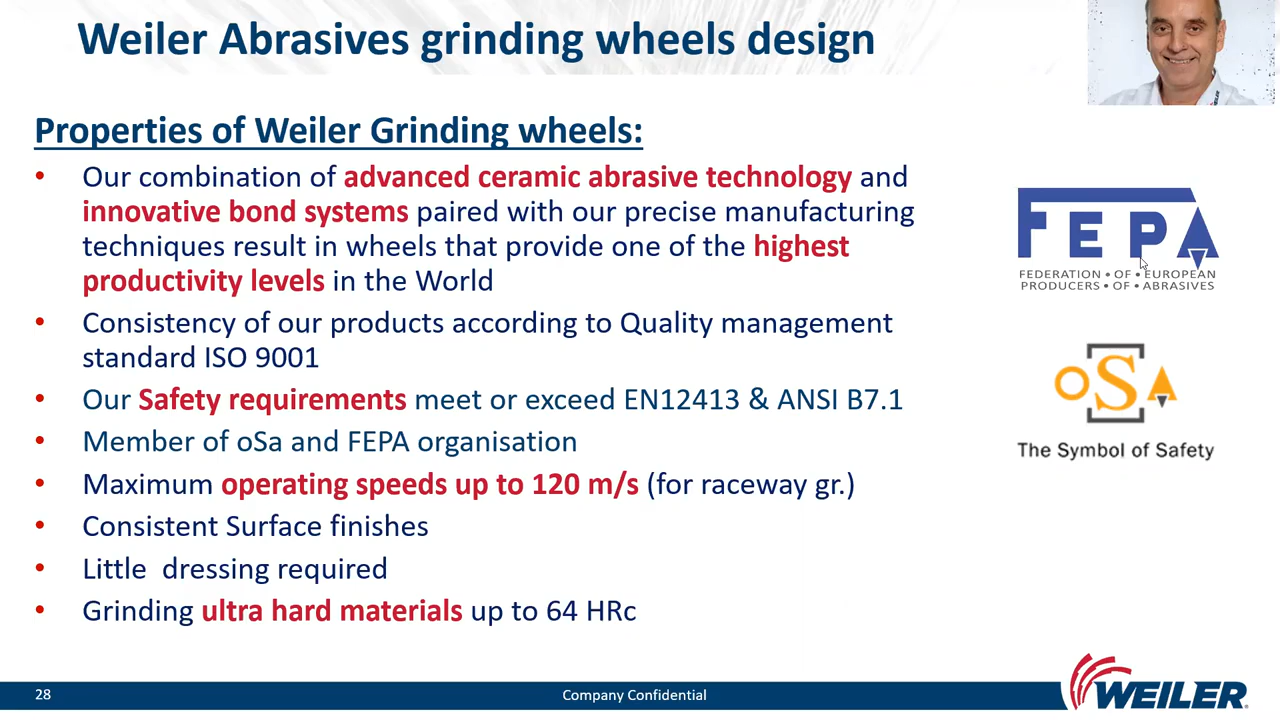 Weiler Abrasives grinding wheels design
Properties of Weiler Grinding wheels:
• Our combination of advanced ceramic abrasive technology and
innovative bond systems paired with our precise manufacturing
techniques result in wheels that provide one of the highest
productivity levels in the World
• Consistency of our products according to Quality management
standard ISO 9001
• Our Safety requirements meet or exceed EN12413 & ANSI B7.1
• Member of oSa and FEPA organisation
• Maximum operating speeds up to 120 m/s (for raceway gr.)
• Consistent Surface finishes
• Little  dressing required
• Grinding ultra hard materials up to 64 HRc
FEPA
FEDERATION • OF • EUROPEAN
PRODUCERS • OF • ABRASIVES
oSa
The Symbol of Safety
28
Company Confidential
WEILER